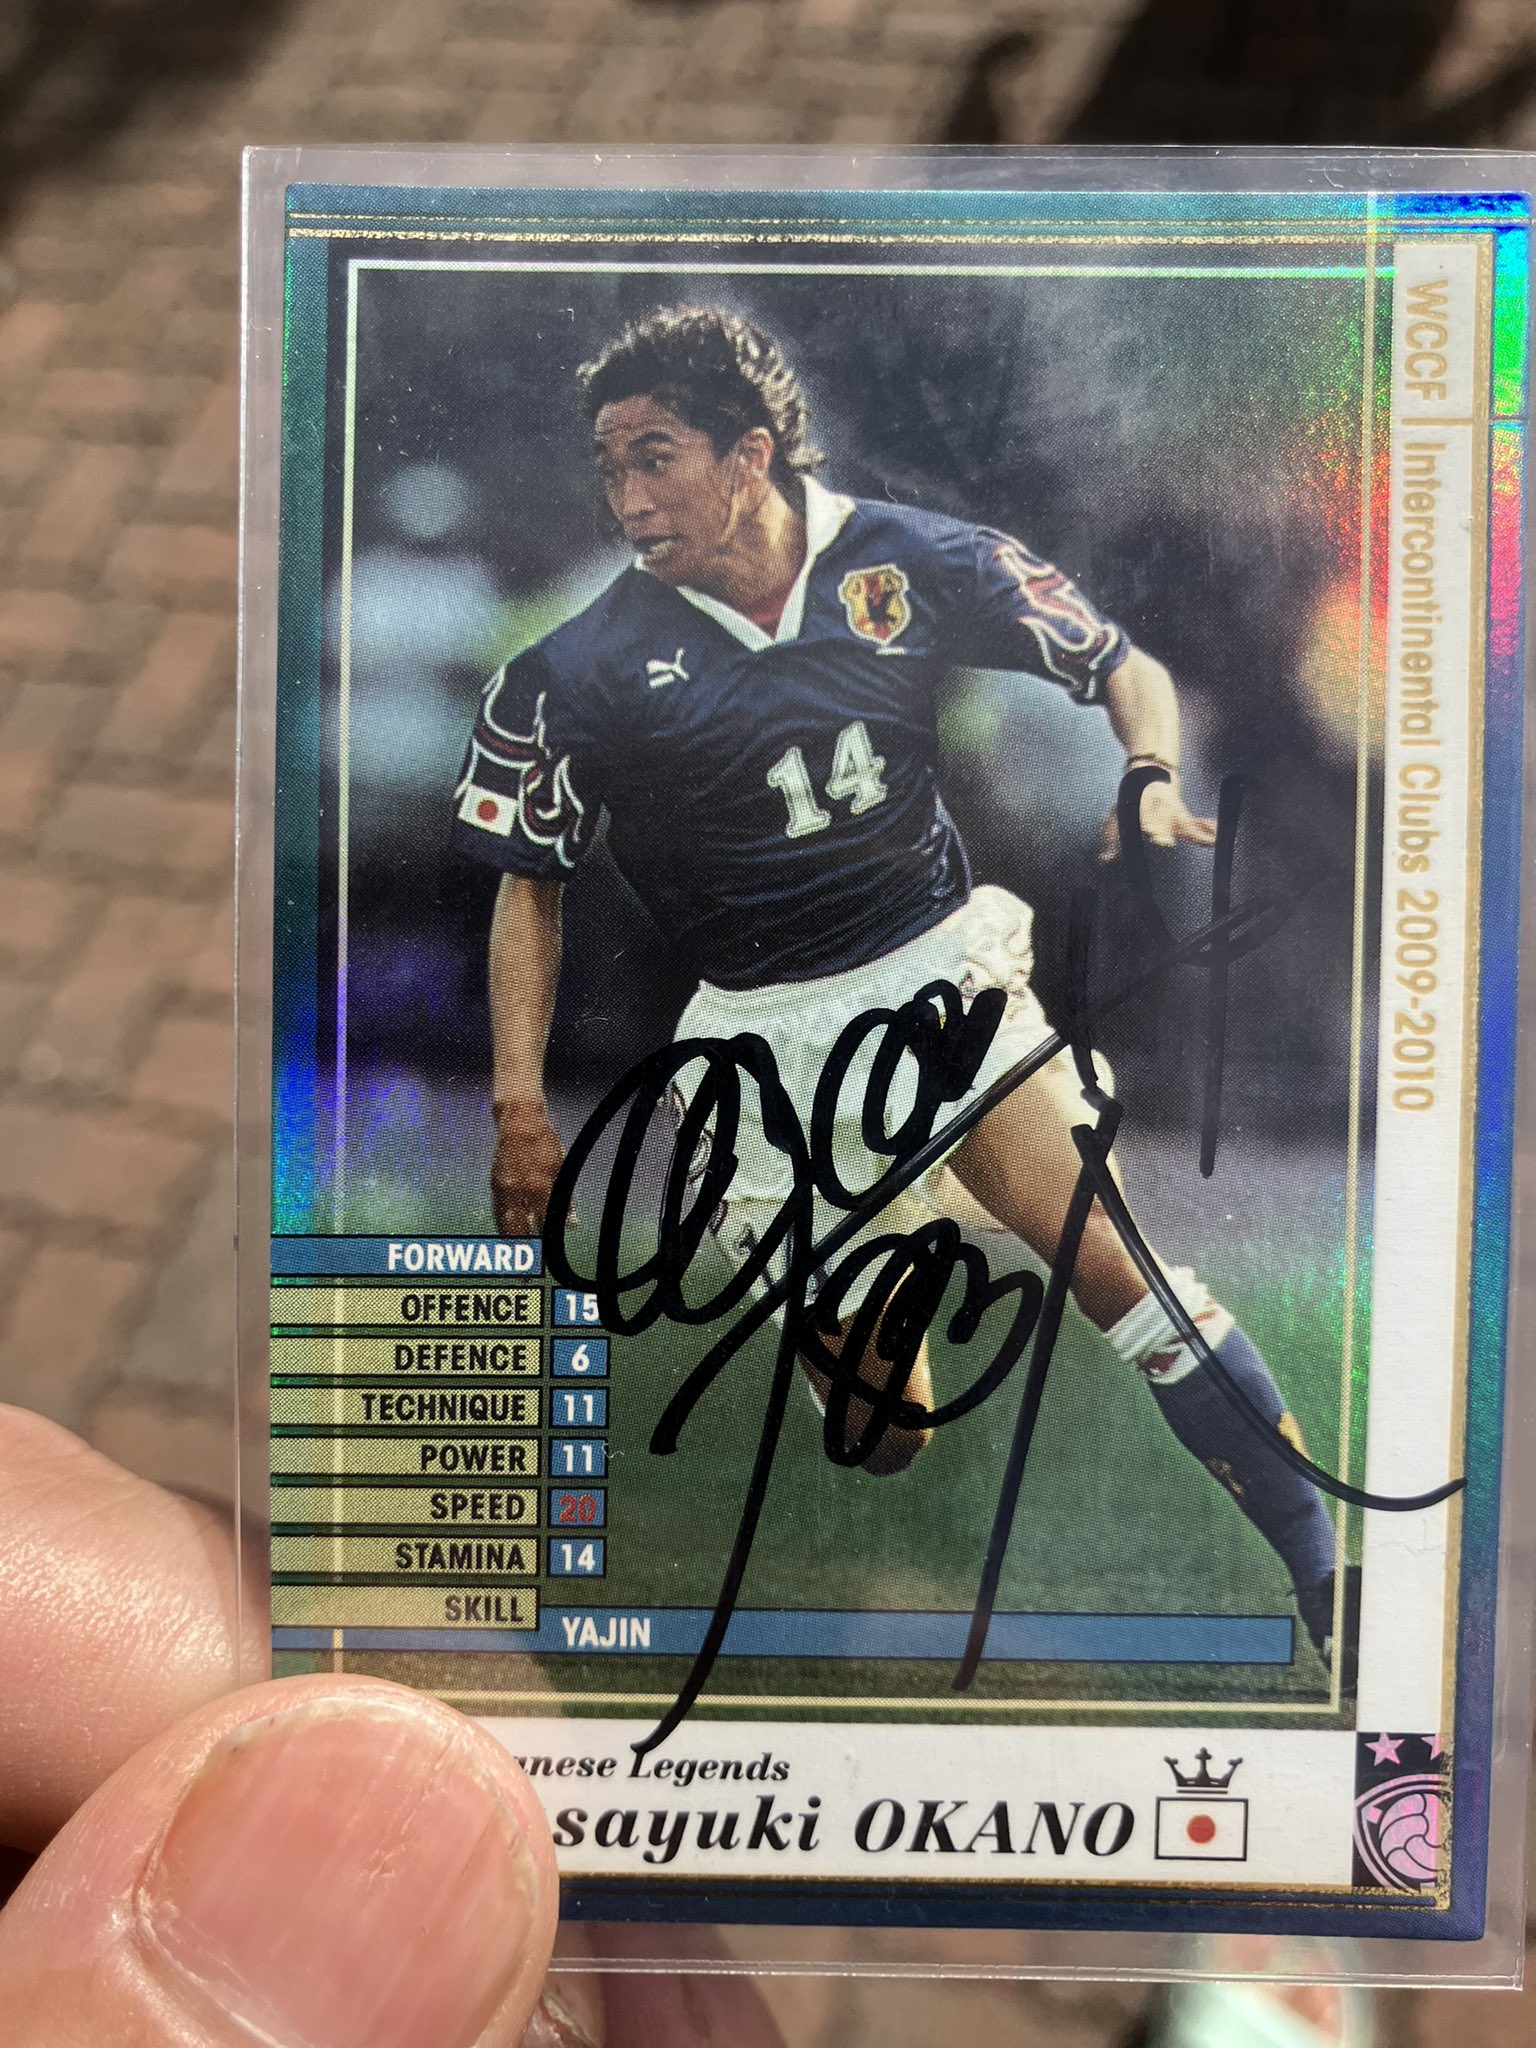 WCCF | Intercontinental Clubs 2009-2010
14
FORWARD
OFFENCE 15
DEFENCE 6
TECHNIQUE 11
POWER 11
SPEED 20
STAMINA 14
SKILL YAJIN
anese Legends
sayuki OKANO